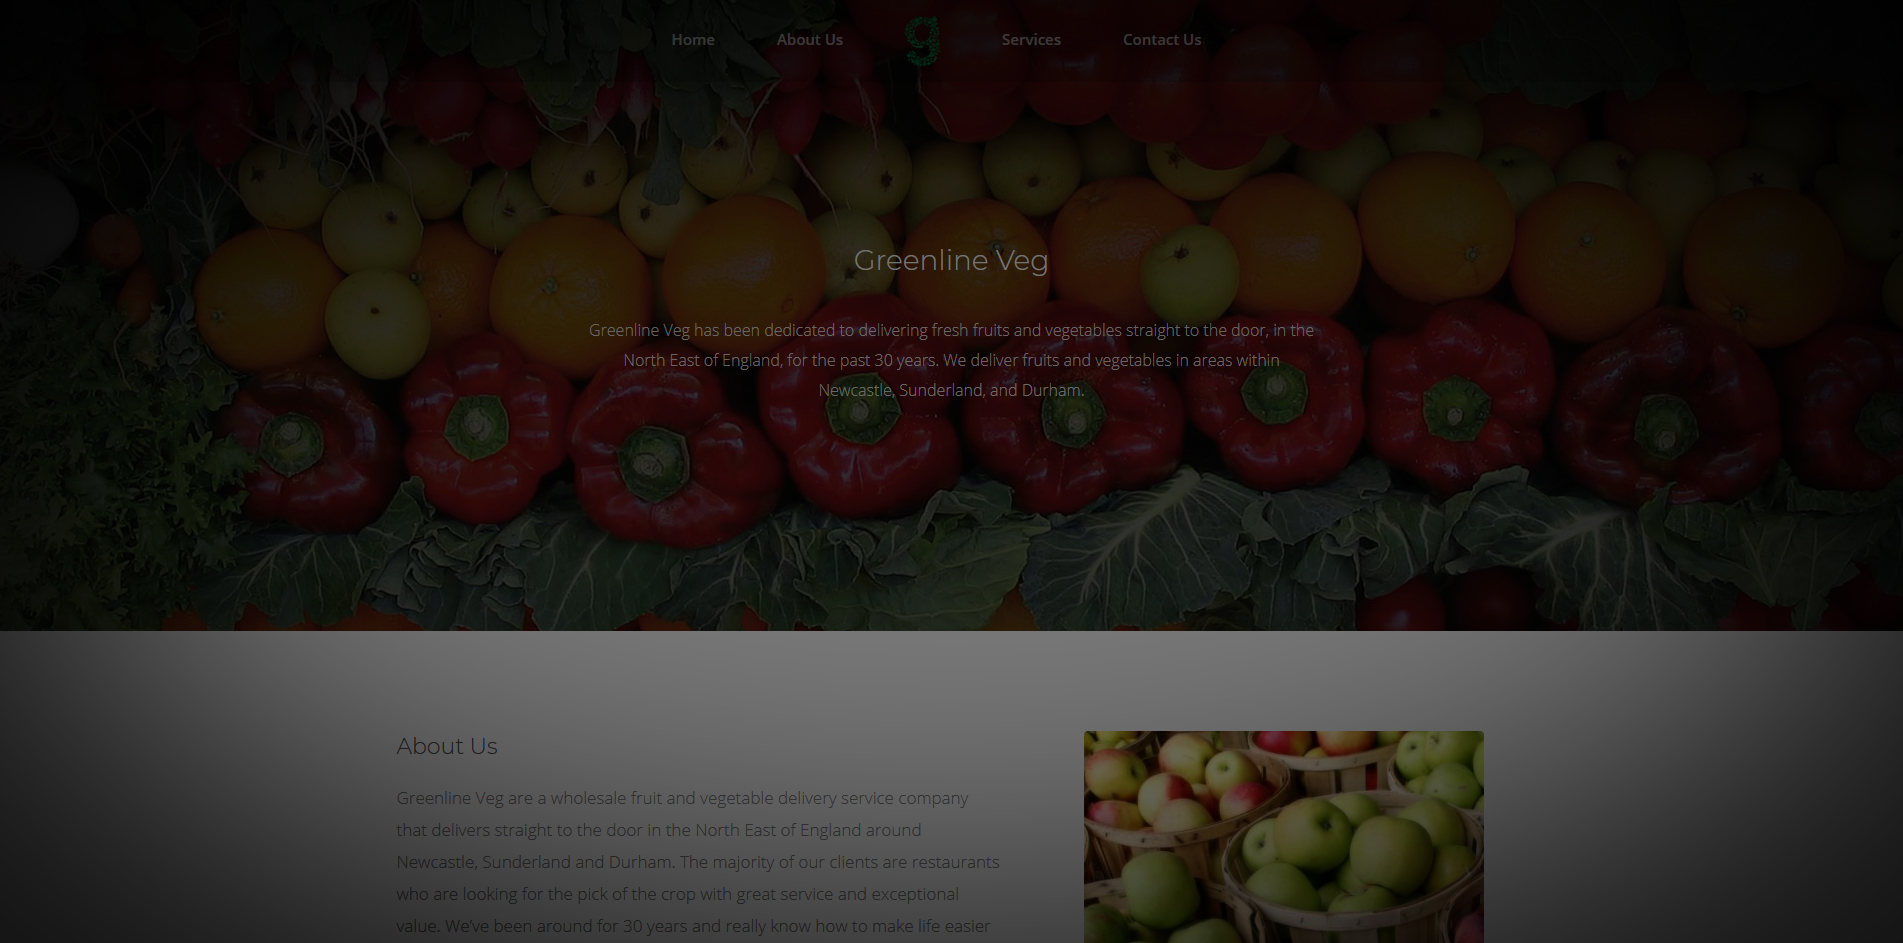 Home About Us g Services Contact Us
Greenline Veg
Greenline Veg has been dedicated to delivering fresh fruits and vegetables straight to the door, in the
North East of England, for the past 30 years. We deliver fruits and vegetables in areas within
Newcastle, Sunderland, and Durham.
About Us
Greenline Veg are a wholesale fruit and vegetable delivery service company
that delivers straight to the door in the North East of England around
Newcastle, Sunderland and Durham. The majority of our clients are restaurants
who are looking for the pick of the crop with great service and exceptional
value. We’ve been around for 30 years and really know how to make life easier